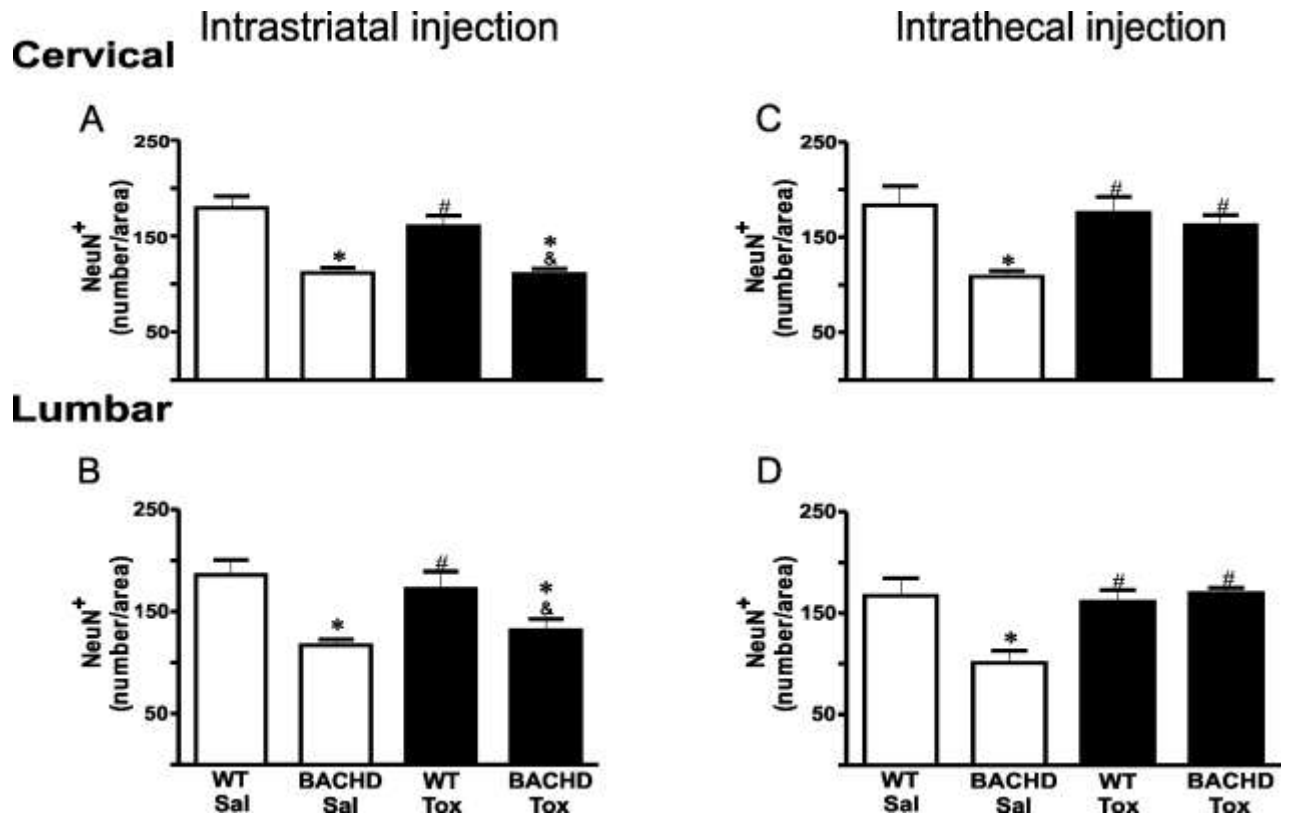 Intrastriatal injection
Intrathecal injection
Cervical
A
250
150
50
NeuN+
(number/area)
*
#
*
&
C
250
150
50
NeuN+
(number/area)
*
#
#
Lumbar
B
250
150
50
NeuN+
(number/area)
*
#
*
&
WT
Sal
BACHD
Sal
WT
Tox
BACHD
Tox
D
250
150
50
NeuN+
(number/area)
*
#
#
WT
Sal
BACHD
Sal
WT
Tox
BACHD
Tox